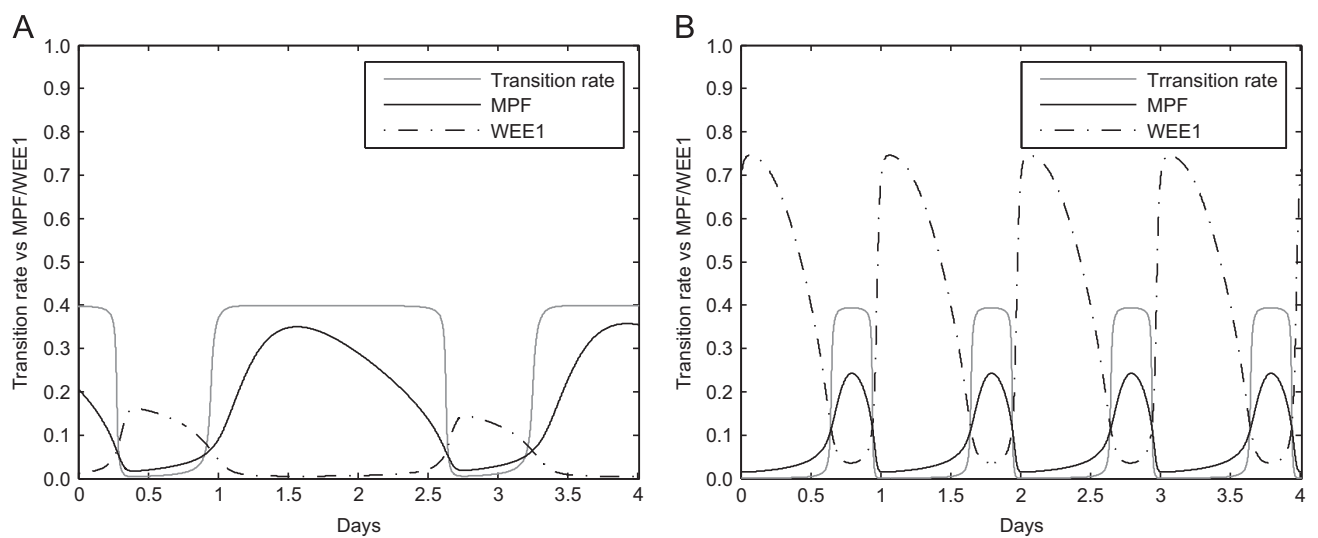 A
1.0
0.9
0.8
0.7
0.6
0.5
0.4
0.3
0.2
0.1
0.0
Transition rate vs MPF/WEE1
Transition rate
MPF
WEE1
0 0.5 1 1.5 2 2.5 3 3.5 4
Days
B
1.0
0.9
0.8
0.7
0.6
0.5
0.4
0.3
0.2
0.1
0.0
Transition rate vs MPF/WEE1
Trransition rate
MPF
WEE1
0 0.5 1 1.5 2 2.5 3 3.5 4
Days